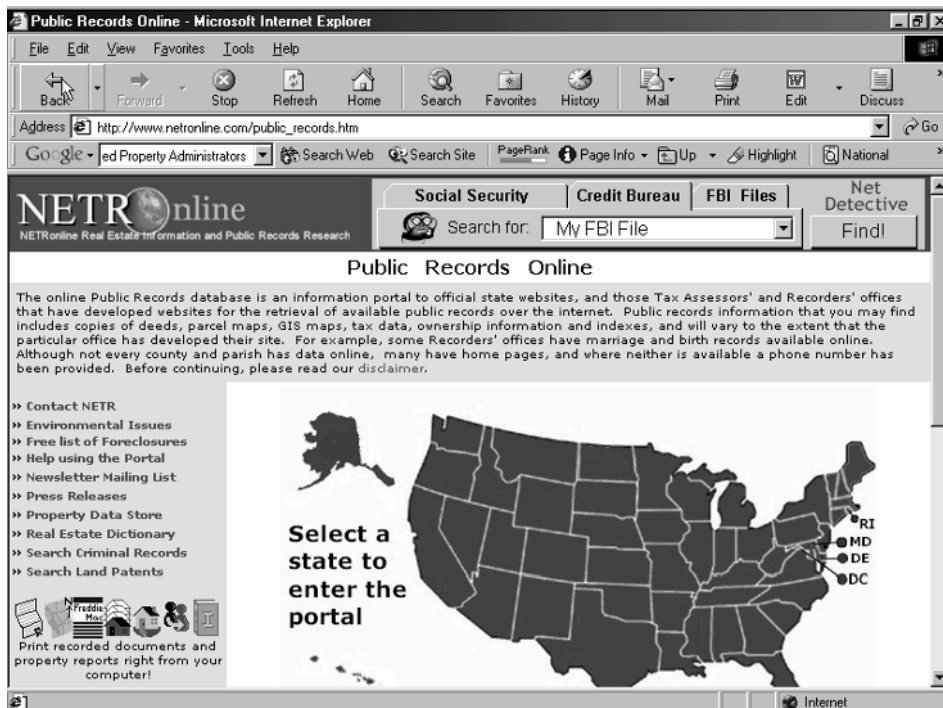 Public Records Online - Microsoft Internet Explorer
File Edit View Favorites Tools Help
Back Forward Stop Refresh Home Search Favorites History Mail Print Edit Discuss
Address http://www.netronline.com/public_records.htm Go
Google ed Property Administrators Search Web Search Site PageRank Page Info Up Highlight National
NETR Online
NETRonline Real Estate Information and Public Records Research
Social Security Credit Bureau FBI Files
Search for: My FBI File
Net Detective
Find!
Public Records Online
The online Public Records database is an information portal to official state websites, and those Tax Assessors' and Recorders' offices
that have developed websites for the retrieval of available public records over the internet. Public records information that you may find
includes copies of deeds, parcel maps, GIS maps, tax data, ownership information and indexes, and will vary to the extent that the
particular office has developed their site. For example, some Recorders' offices have marriage and birth records available online.
Although not every county and parish has data online, many have home pages, and where neither is available a phone number has
been provided. Before continuing, please read our disclaimer.
» Contact NETR
» Environmental Issues
» Free list of Foreclosures
» Help using the Portal
» Newsletter Mailing List
» Press Releases
» Property Data Store
» Real Estate Dictionary
» Search Criminal Records
» Search Land Patents
Freddie
Mac
Print recorded documents and
property reports right from your
computer!
Select a
state to
enter the
portal
RI
MD
DE
DC
Internet